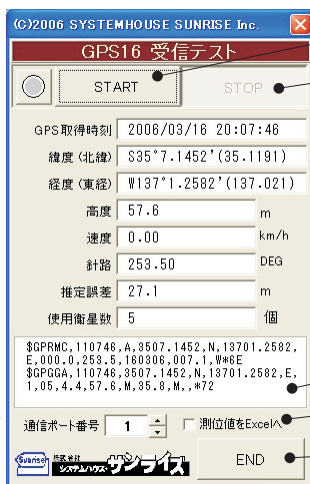 (C)2006 SYSTEMHOUSE SUNRISE Inc.
GPS16 受信テスト
START
STOP
GPS取得時刻 2006/03/16 20:07:46
緯度(北緯) S35°7.1452'(35.1191)
経度(東経) W137°1.2582'(137.021)
高度 57.6 m
速度 0.00 km/h
針路 253.50 DEG
推定誤差 27.1 m
使用衛星数 5 個
$GPRMC,110746,A,3507.1452,N,13701.2582,
E,000.0,253.5,160306,007.1,W*6E
$GPGGA,110746,3507.1452,N,13701.2582,E,
1,05,4.4,57.6,M,35.8,M,,*72
通信ポート番号 1
測位値をExcelへ
Sunrise 株式会社
システムハウス・サンライズ
END